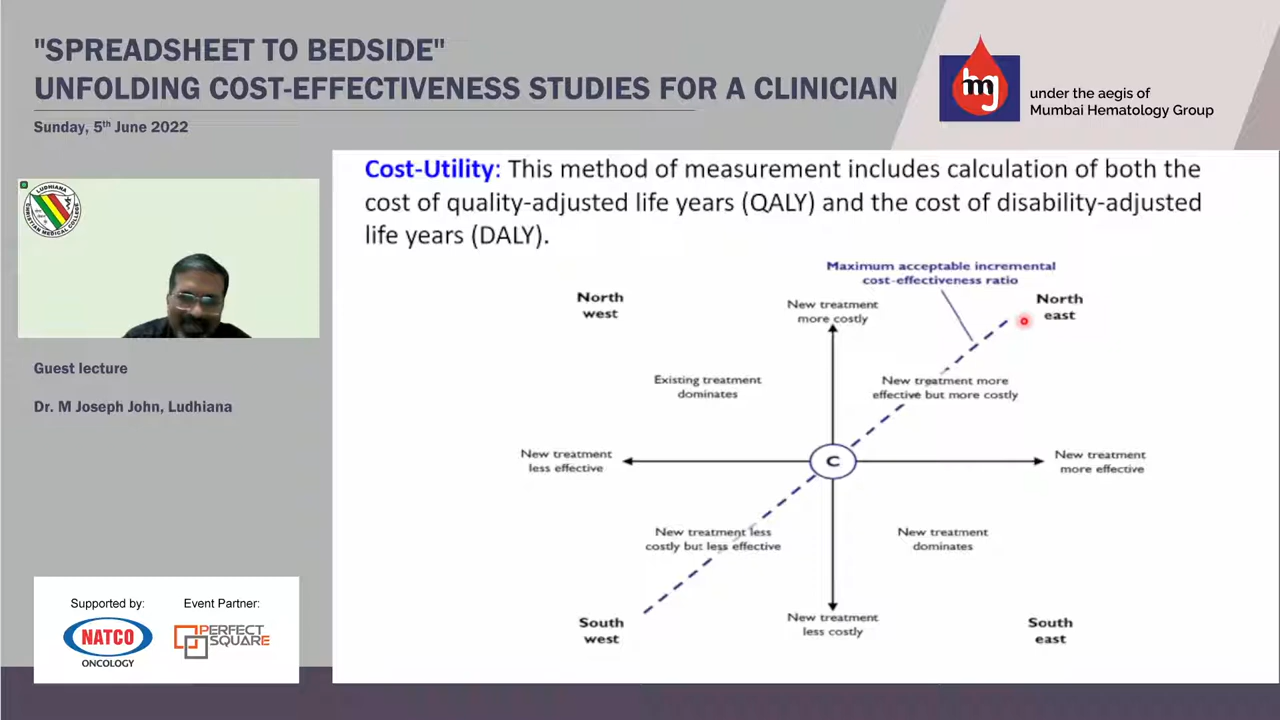 "SPREADSHEET TO BEDSIDE"
UNFOLDING COST-EFFECTIVENESS STUDIES FOR A CLINICIAN
Sunday, 5th June 2022
hg
under the aegis of
Mumbai Hematology Group
LUDHIANA
CHRISTIAN MEDICAL COLLEGE
Guest lecture
Dr. M Joseph John, Ludhiana
Supported by:
Event Partner:
NATCO
ONCOLOGY
PERFECT
SQUARE
Cost-Utility: This method of measurement includes calculation of both the
cost of quality-adjusted life years (QALY) and the cost of disability-adjusted
life years (DALY).
Maximum acceptable incremental
cost-effectiveness ratio
North
west
New treatment
more costly
North
east
Existing treatment
dominates
New treatment more
effective but more costly
New treatment
less effective
C
New treatment
more effective
New treatment less
costly but less effective
New treatment
dominates
South
west
New treatment
less costly
South
east